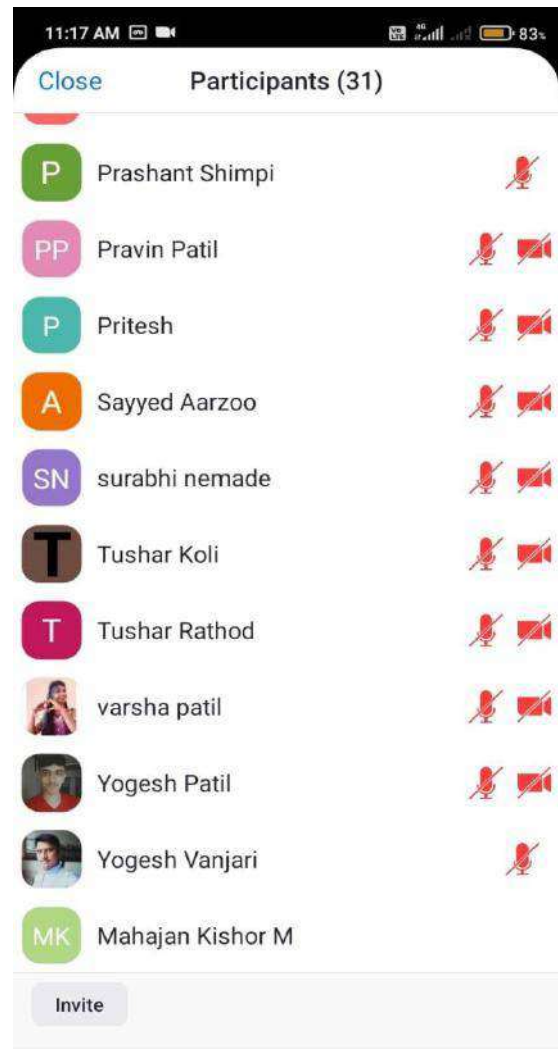 11:17 AM 83%
Close Participants (31)
P Prashant Shimpi
PP Pravin Patil
P Pritesh
A Sayyed Aarzoo
SN surabhi nemade
T Tushar Koli
T Tushar Rathod
varsha patil
Yogesh Patil
Yogesh Vanjari
MK Mahajan Kishor M
Invite